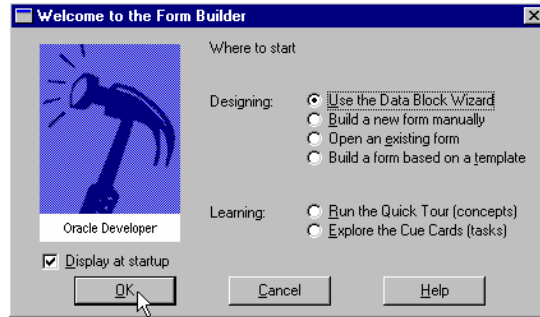 Welcome to the Form Builder
Where to start
Designing:
Use the Data Block Wizard
Build a new form manually
Open an existing form
Build a form based on a template
Learning:
Run the Quick Tour (concepts)
Explore the Cue Cards (tasks)
Oracle Developer
Display at startup
OK Cancel Help